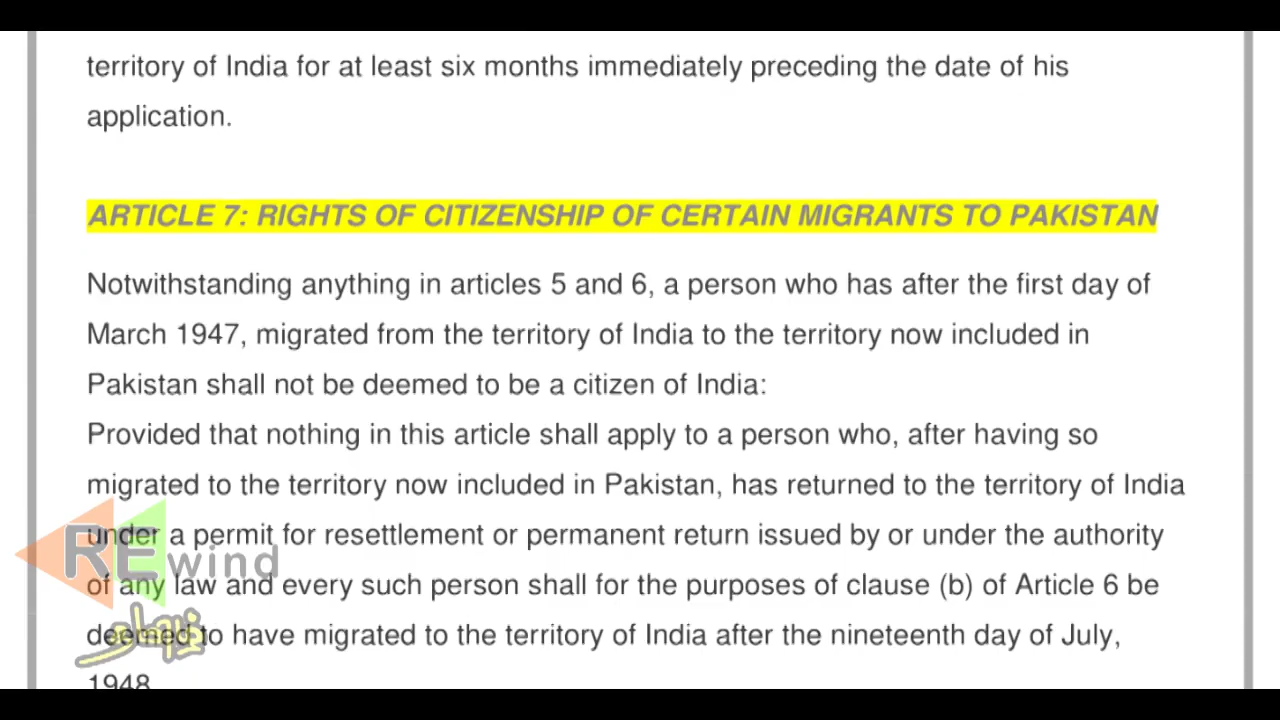 territory of India for at least six months immediately preceding the date of his
application.
ARTICLE 7: RIGHTS OF CITIZENSHIP OF CERTAIN MIGRANTS TO PAKISTAN
Notwithstanding anything in articles 5 and 6, a person who has after the first day of
March 1947, migrated from the territory of India to the territory now included in
Pakistan shall not be deemed to be a citizen of India:
Provided that nothing in this article shall apply to a person who, after having so
migrated to the territory now included in Pakistan, has returned to the territory of India
under a permit for resettlement or permanent return issued by or under the authority
of any law and every such person shall for the purposes of clause (b) of Article 6 be
deemed to have migrated to the territory of India after the nineteenth day of July,
1948
REwind